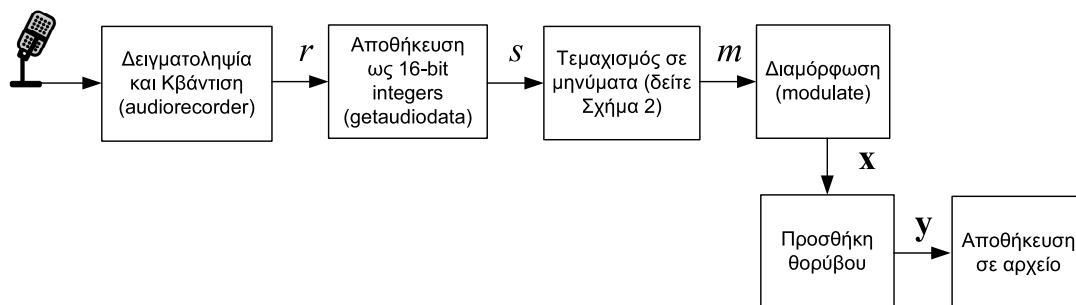 Δειγματοληψία
και Κβάντιση
(audiorecorder)
r
Αποθήκευση
ως 16-bit
integers
(getaudiodata)
s
Τεμαχισμός σε
μηνύματα (δείτε
Σχήμα 2)
m
Διαμόρφωση
(modulate)
x
Προσθήκη
θορύβου
y
Αποθήκευση
σε αρχείο